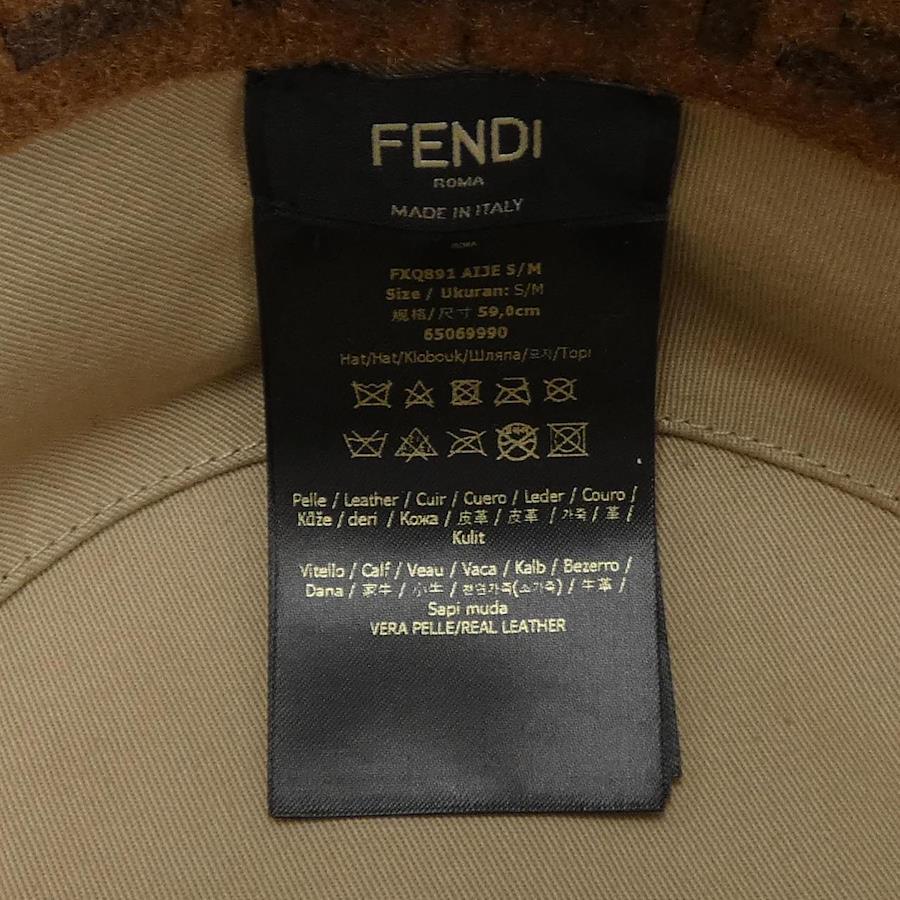 FENDI
ROMA
MADE IN ITALY
ROMA
FXQ891 AIJE S/M
Size / Ukuran: S/M
规格/尺寸 59,0cm
65069990
Hat/Hat/Klobouk/Шляпа/모자/Topi
Pelle / Leather / Cuir / Cuero / Leder / Couro /
Kůže / deri / Кожа / 皮革 / 皮革 / 가죽 / 革 /
Kulit
Vitello / Calf / Veau / Vaca / Kalb / Bezerro /
Dana / 家牛 / 小牛 / 천연가죽(소가죽) / 牛革 /
Sapi muda
VERA PELLE/REAL LEATHER